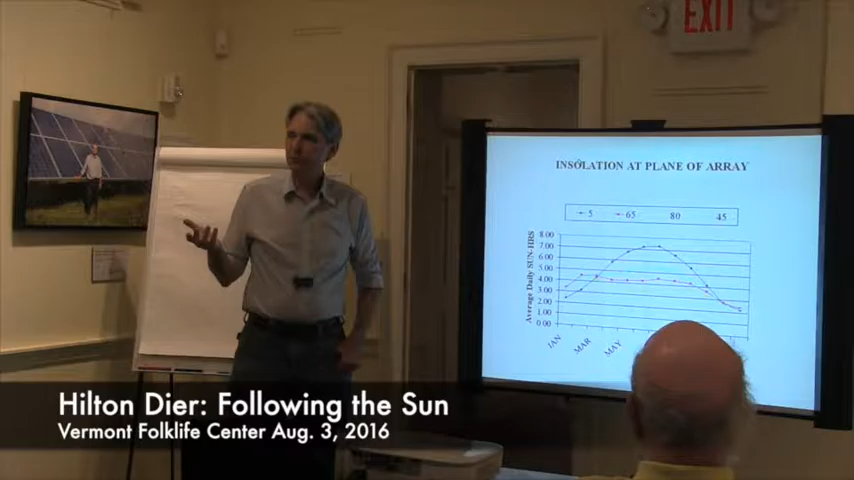 EXIT
INSOLATION AT PLANE OF ARRAY
5 65 80 45
Average Daily SUN-HRS
8.00
7.00
6.00
5.00
4.00
3.00
2.00
1.00
0.00
JAN
MAR
MAY
Hilton Dier: Following the Sun
Vermont Folklife Center Aug. 3, 2016